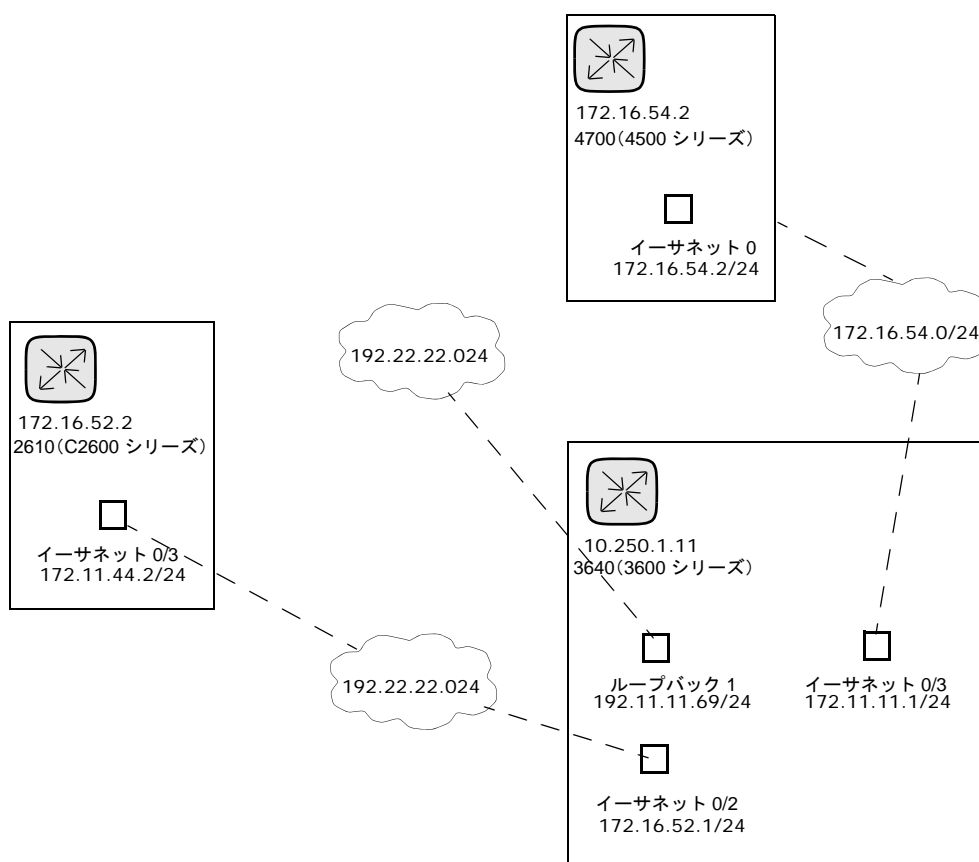 172.16.54.2
4700(4500 シリーズ)
イーサネット 0
172.16.54.2/24
172.16.54.0/24
192.22.22.024
172.16.52.2
2610(C2600 シリーズ)
イーサネット 0/3
172.11.44.2/24
10.250.1.11
3640(3600 シリーズ)
192.22.22.024
ループバック 1
192.11.11.69/24
イーサネット 0/3
172.11.11.1/24
イーサネット 0/2
172.16.52.1/24